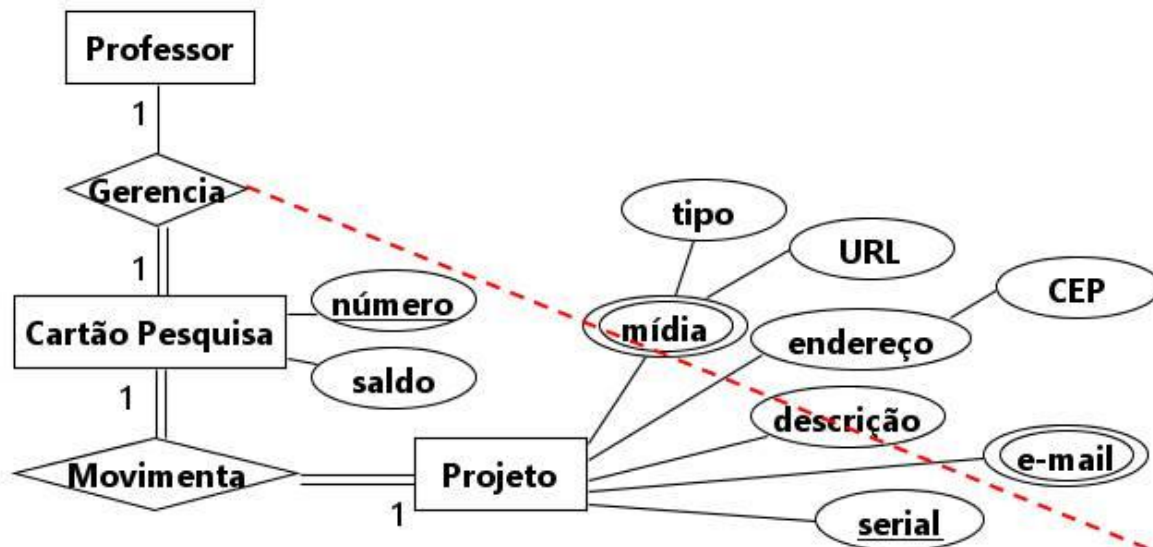 Professor
1
Gerencia
1
Cartão Pesquisa
número
saldo
1
Movimenta
1
Projeto
tipo
URL
mídia
CEP
endereço
descrição
e-mail
serial